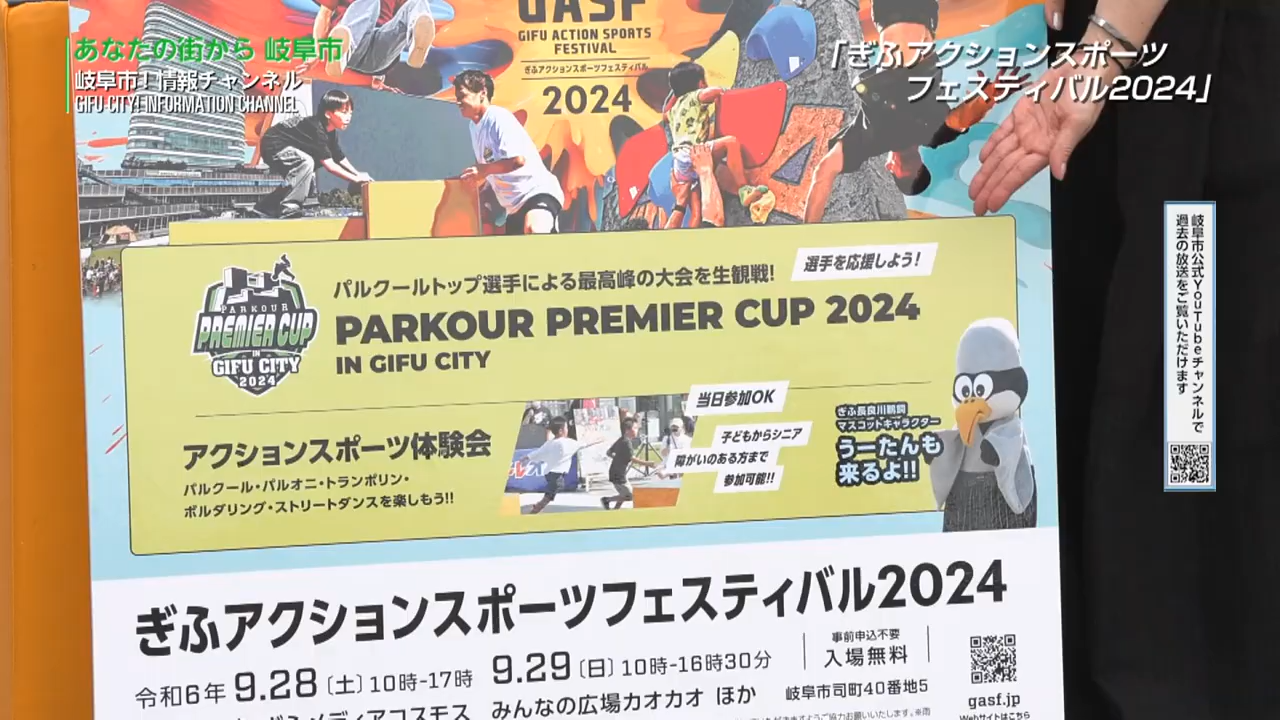 あなたの街から 岐阜市
岐阜市!情報チャンネル
GIFU CITY! INFORMATION CHANNEL
「ぎふアクションスポーツ
フェスティバル2024」
岐阜市公式YouTubeチャンネルで
過去の放送をご覧いただけます
GASF
GIFU ACTION SPORTS
FESTIVAL
ぎふアクションスポーツフェスティバル
2024
選手を応援しよう!
パルクールトップ選手による最高峰の大会を生観戦!
PARKOUR PREMIER CUP 2024
IN GIFU CITY
PARKOUR
PREMIER CUP
IN
GIFU CITY
2024
アクションスポーツ体験会
パルクール・パルオニ・トランポリン・
ボルダリング・ストリートダンスを楽しもう!!
当日参加OK
子どもからシニア
障がいのある方まで
参加可能!!
ぎふ長良川鵜飼
マスコットキャラクター
うーたんも
来るよ!!
ぎふアクションスポーツフェスティバル2024
令和6年 9.28〔土〕10時-17時 9.29〔日〕10時-16時30分
事前申込不要
入場無料
ぎふメディアコスモス みんなの広場カオカオ ほか
岐阜市司町40番地5
gasf.jp
Webサイトはこちら